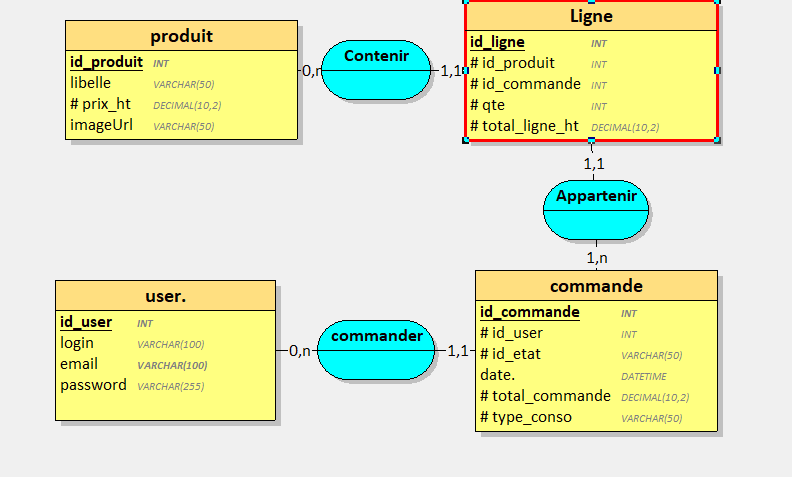 produit
id_produit INT
libelle VARCHAR(50)
# prix_ht DECIMAL(10,2)
imageUrl VARCHAR(50)
0,n
Contenir
1,1
Ligne
id_ligne INT
# id_produit INT
# id_commande INT
# qte INT
# total_ligne_ht DECIMAL(10,2)
1,1
Appartenir
1,n
user.
id_user INT
login VARCHAR(100)
email VARCHAR(100)
password VARCHAR(255)
0,n
commander
1,1
commande
id_commande INT
# id_user INT
# id_etat VARCHAR(50)
date. DATETIME
# total_commande DECIMAL(10,2)
# type_conso VARCHAR(50)